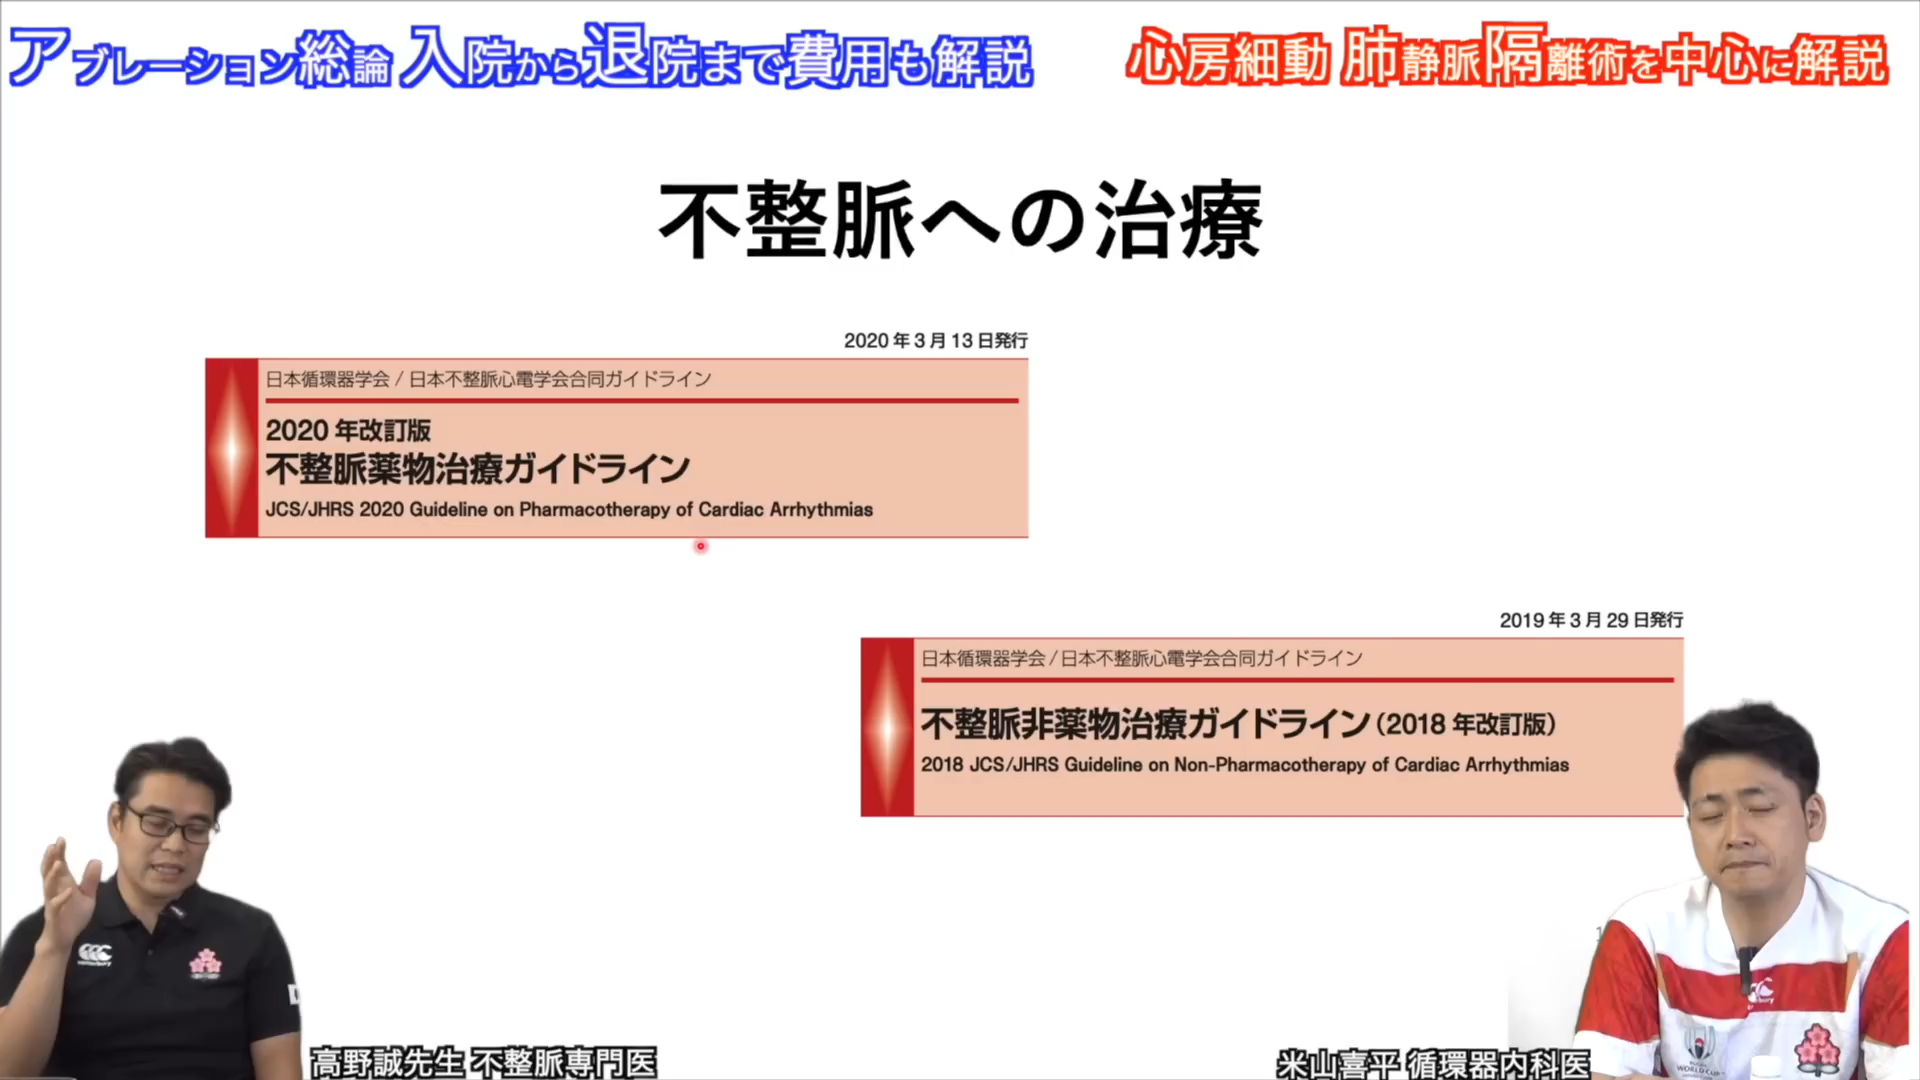 アブレーション総論 入院から退院まで費用も解説
心房細動 肺静脈隔離術を中心に解説
不整脈への治療
2020年3月13日発行
日本循環器学会 / 日本不整脈心電学会合同ガイドライン
2020年改訂版
不整脈薬物治療ガイドライン
JCS/JHRS 2020 Guideline on Pharmacotherapy of Cardiac Arrhythmias
2019年3月29日発行
日本循環器学会 / 日本不整脈心電学会合同ガイドライン
不整脈非薬物治療ガイドライン（2018年改訂版）
2018 JCS/JHRS Guideline on Non-Pharmacotherapy of Cardiac Arrhythmias
canterbury
WORLD CUP
高野誠先生 不整脈専門医
米山喜平 循環器内科医